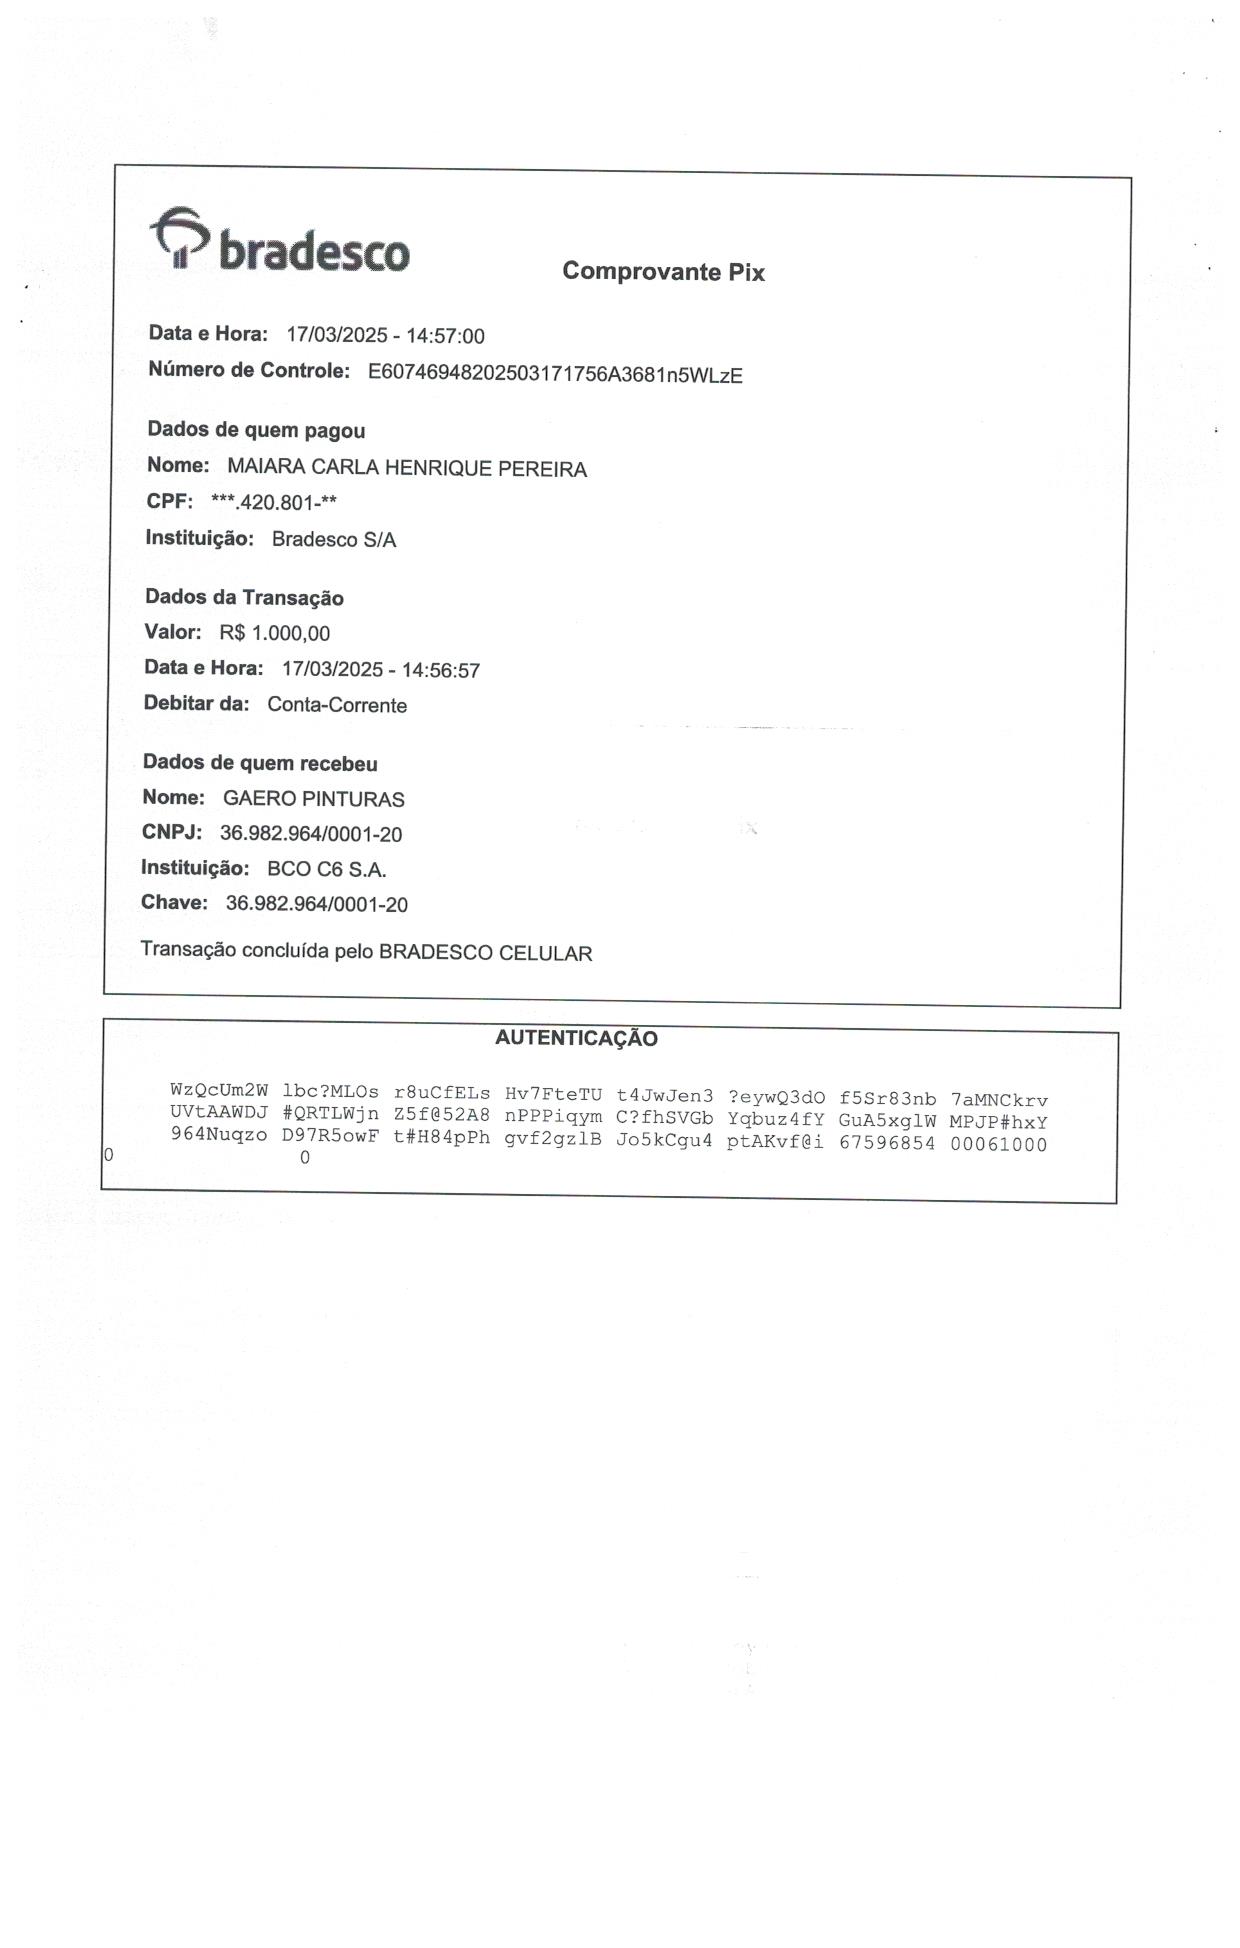 bradesco
Comprovante Pix
Data e Hora: 17/03/2025 - 14:57:00
Número de Controle: E60746948202503171756A3681n5WLzE
Dados de quem pagou
Nome: MAIARA CARLA HENRIQUE PEREIRA
CPF: ***.420.801-**
Instituição: Bradesco S/A
Dados da Transação
Valor: R$ 1.000,00
Data e Hora: 17/03/2025 - 14:56:57
Debitar da: Conta-Corrente
Dados de quem recebeu
Nome: GAERO PINTURAS
CNPJ: 36.982.964/0001-20
Instituição: BCO C6 S.A.
Chave: 36.982.964/0001-20
Transação concluída pelo BRADESCO CELULAR
AUTENTICAÇÃO
WzQcUm2W lbc?MLOs r8uCfELs Hv7FteTU t4JwJen3 ?eywQ3dO f5Sr83nb 7aMNCkrv
UVtAAWDJ #QRTLWjn Z5f@52A8 nPPPiqym C?fhSVGb Yqbuz4fY GuA5xglW MPJP#hxY
964Nuqzo D97R5owF t#H84pPh gvf2gzlB Jo5kCgu4 ptAKvf@i 67596854 00061000
0 0